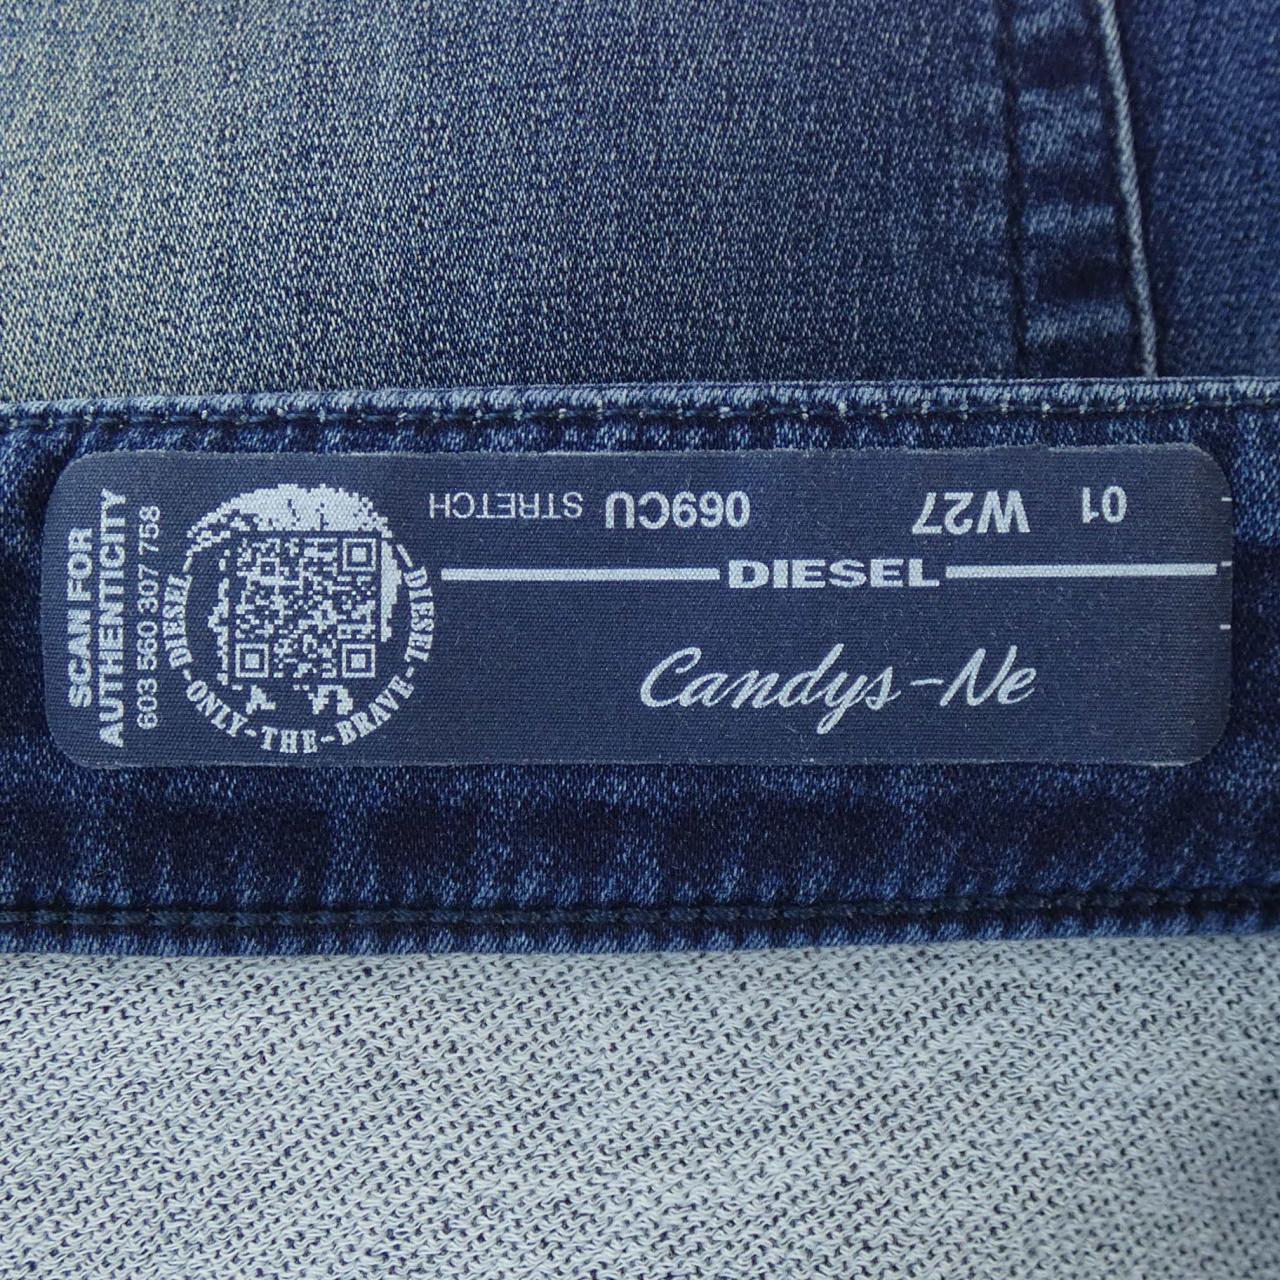 SCAN FOR
AUTHENTICITY
603 560 307 758
DIESEL-ONLY-THE-BRAVE-DIESEL
01 W27 069CU STRETCH
DIESEL
Candys-Ne